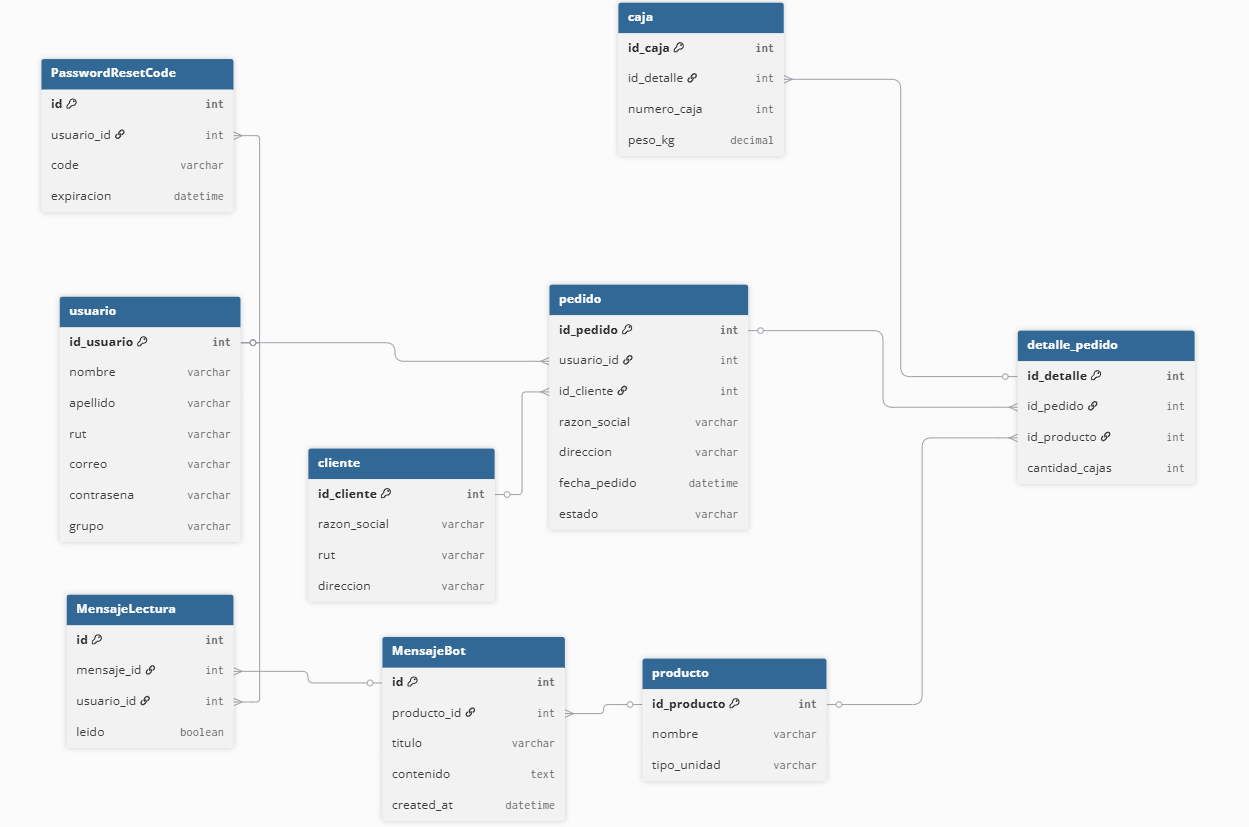 caja
id_caja int
id_detalle int
numero_caja int
peso_kg decimal
PasswordResetCode
id int
usuario_id int
code varchar
expiracion datetime
usuario
id_usuario int
nombre varchar
apellido varchar
rut varchar
correo varchar
contrasena varchar
grupo varchar
pedido
id_pedido int
usuario_id int
id_cliente int
razon_social varchar
direccion varchar
fecha_pedido datetime
estado varchar
detalle_pedido
id_detalle int
id_pedido int
id_producto int
cantidad_cajas int
cliente
id_cliente int
razon_social varchar
rut varchar
direccion varchar
MensajeLectura
id int
mensaje_id int
usuario_id int
leido boolean
MensajeBot
id int
producto_id int
titulo varchar
contenido text
created_at datetime
producto
id_producto int
nombre varchar
tipo_unidad varchar